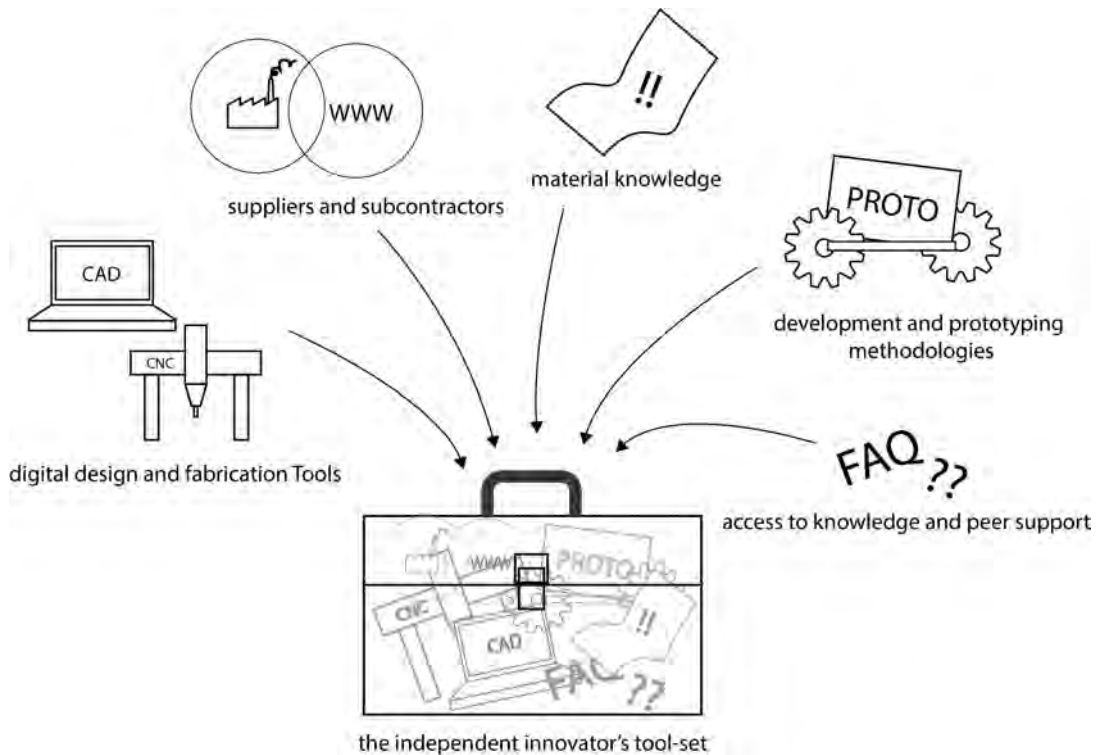 WWW
!!
suppliers and subcontractors
material knowledge
PROTO
development and prototyping
methodologies
CAD
CNC
digital design and fabrication Tools
FAQ ??
access to knowledge and peer support
WWW
PROTO
CNC
!!
CAD
FAQ ??
the independent innovator's tool-set